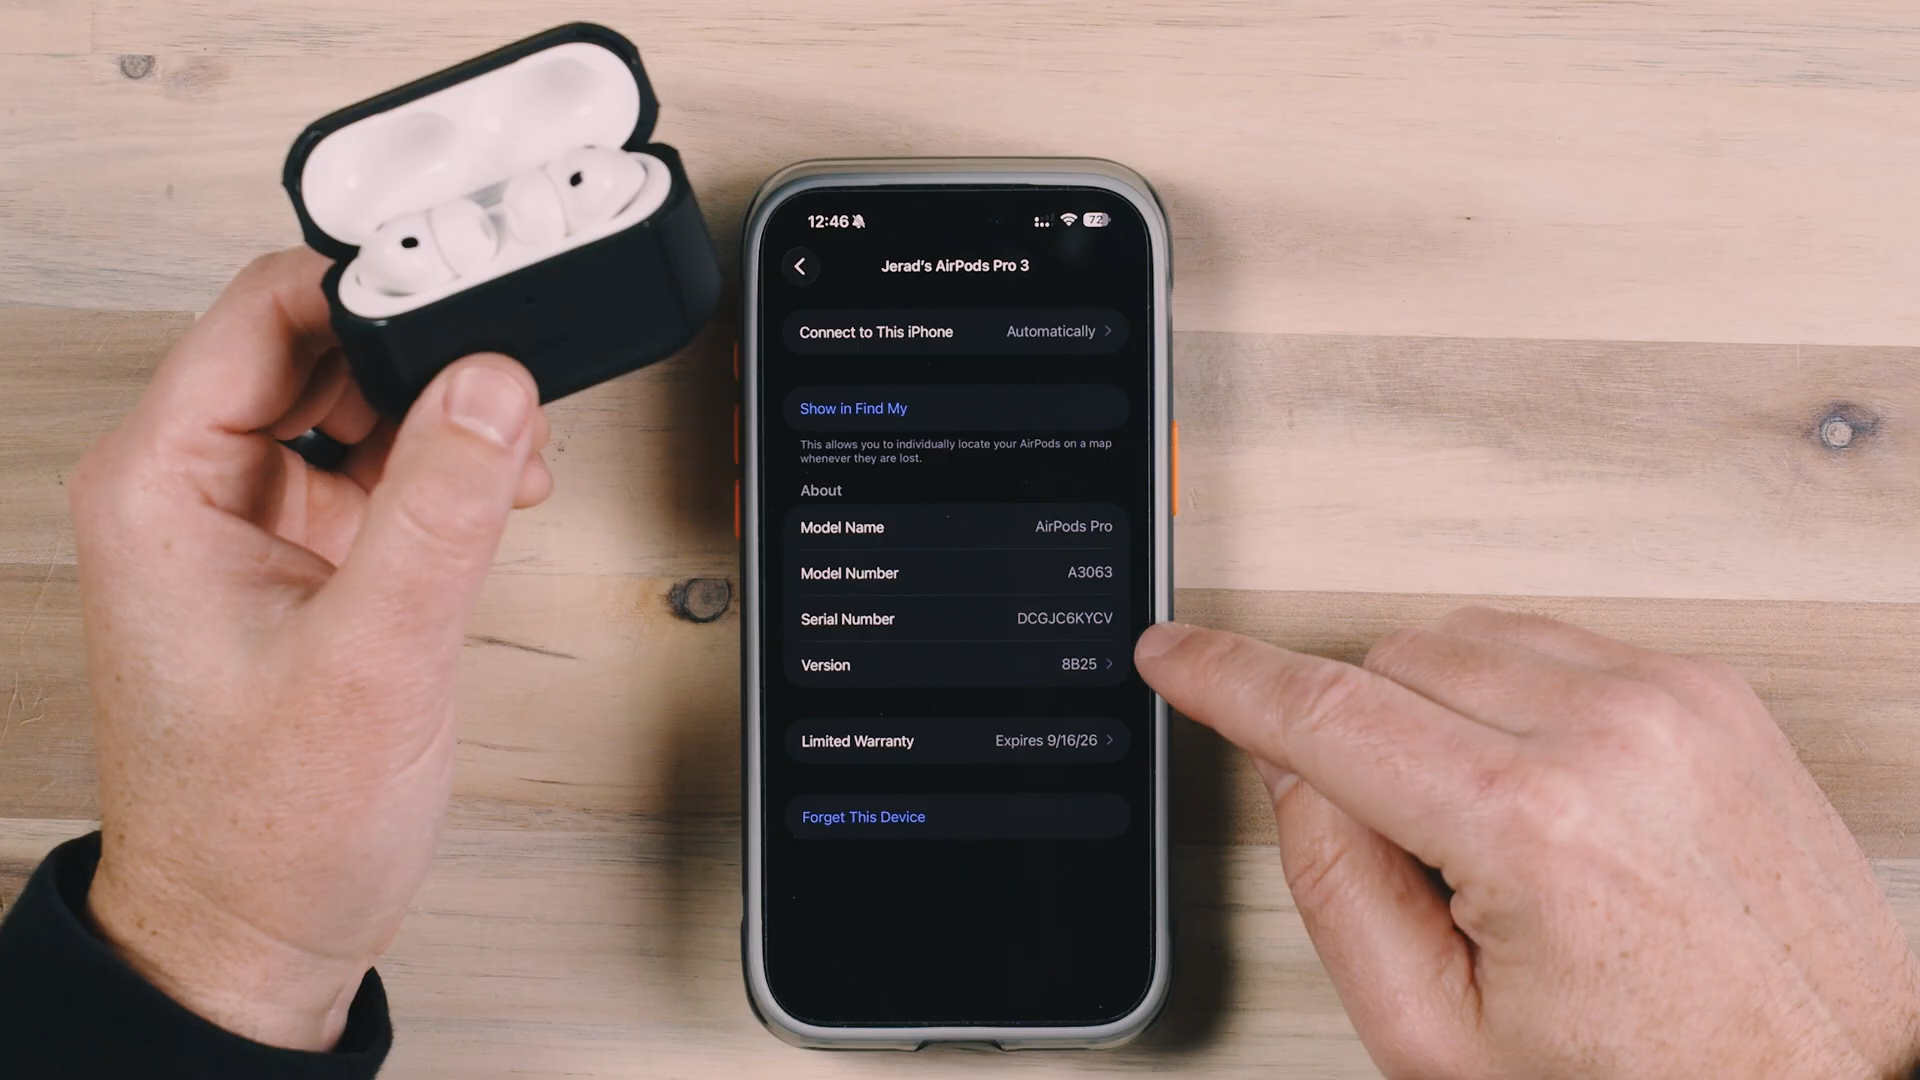 12:46
72
Jerad's AirPods Pro 3
Connect to This iPhone Automatically
Show in Find My
This allows you to individually locate your AirPods on a map
whenever they are lost.
About
Model Name AirPods Pro
Model Number A3063
Serial Number DCGJC6KYCV
Version 8B25
Limited Warranty Expires 9/16/26
Forget This Device